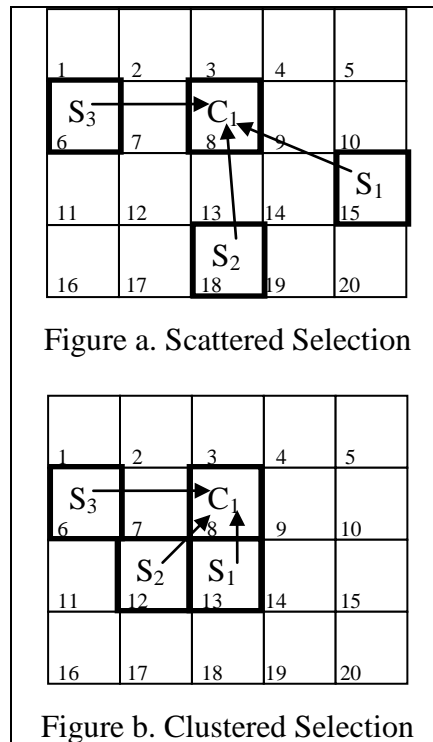 1 2 3 4 5
S₃ C₁
6 7 8 9 10
S₁
11 12 13 14 15
S₂
16 17 18 19 20
Figure a. Scattered Selection
1 2 3 4 5
S₃ C₁
6 7 8 9 10
S₂ S₁
11 12 13 14 15
16 17 18 19 20
Figure b. Clustered Selection